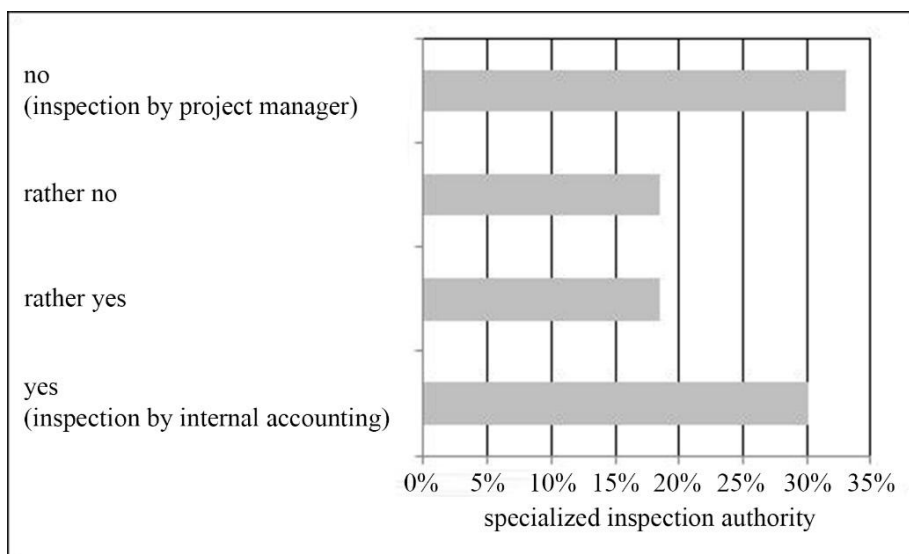 no
(inspection by project manager)
rather no
rather yes
yes
(inspection by internal accounting)
0% 5% 10% 15% 20% 25% 30% 35%
specialized inspection authority